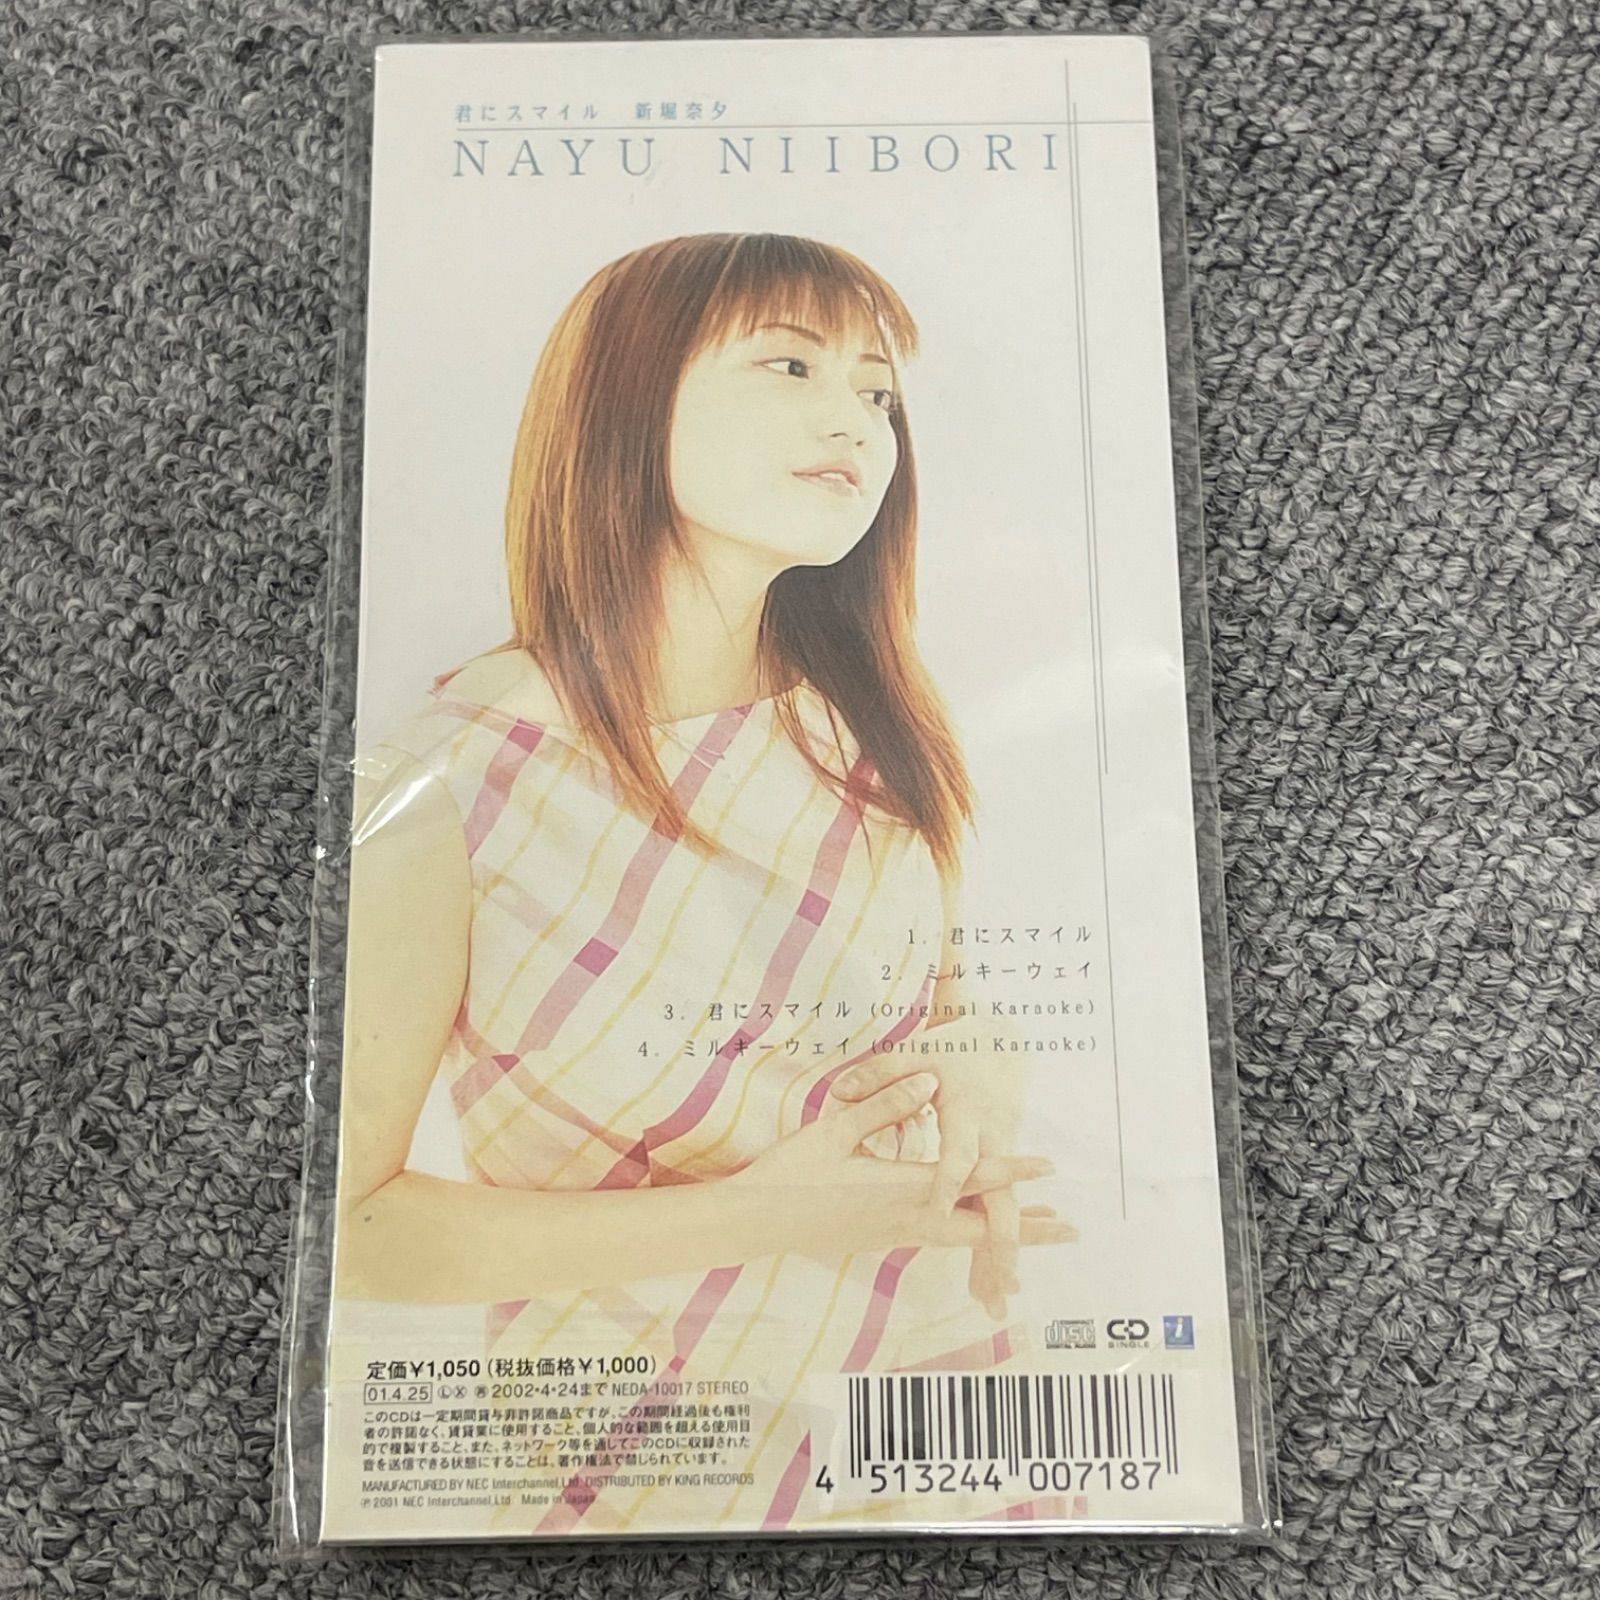 君にスマイル 新堀奈夕
NAYU NIIBORI
1. 君にスマイル
2. ミルキーウェイ
3. 君にスマイル (Original Karaoke)
4. ミルキーウェイ (Original Karaoke)
disc
DIGITAL AUDIO
CD
SINGLE
i
定価¥1,050 (税抜価格¥1,000)
01.4.25 Ⓛ Ⓧ 2002・4・24まで NEDA-10017 STEREO
このCDは一定期間貸与非許諾商品ですが、この期間経過後も権利
者の許諾なく、賃貸業に使用すること、個人的な範囲を超える使用目
的で複製すること、また、ネットワーク等を通じてこのCDに収録された
音を送信できる状態にすることは、著作権法で禁じられています。
MANUFACTURED BY NEC Interchannel,Ltd. DISTRIBUTED BY KING RECORDS
℗ 2001 NEC Interchannel,Ltd. Made in Japan
4 513244 007187